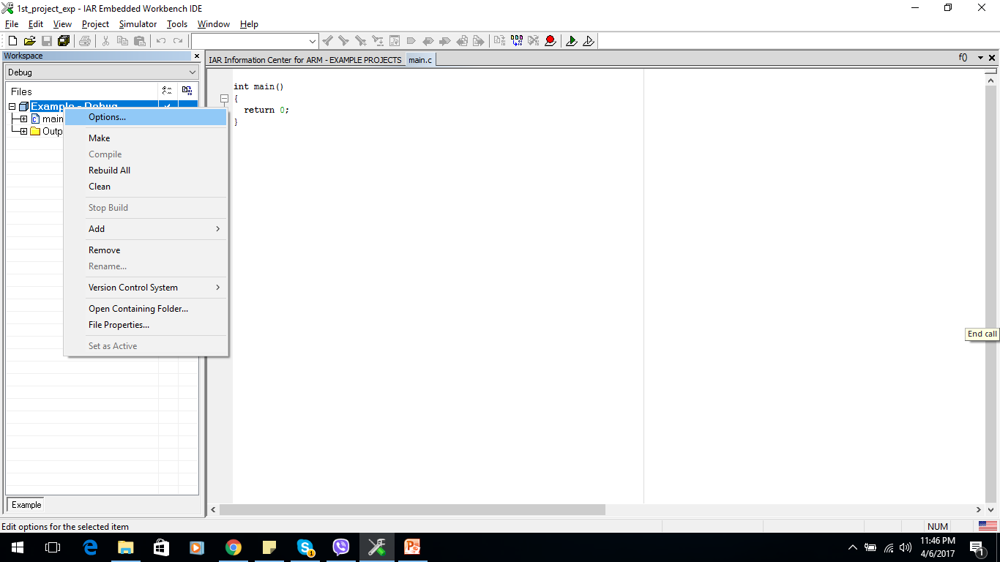 1st_project_exp - IAR Embedded Workbench IDE
File Edit View Project Simulator Tools Window Help
Workspace
IAR Information Center for ARM - EXAMPLE PROJECTS main.c
f()
Debug
Files
Example - Debug
main
Outp
Options...
Make
Compile
Rebuild All
Clean
Stop Build
Add
Remove
Rename...
Version Control System
Open Containing Folder...
File Properties...
Set as Active
int main()
{
return 0;
}
End call
Example
Edit options for the selected item
NUM
1
11:46 PM
4/6/2017
1